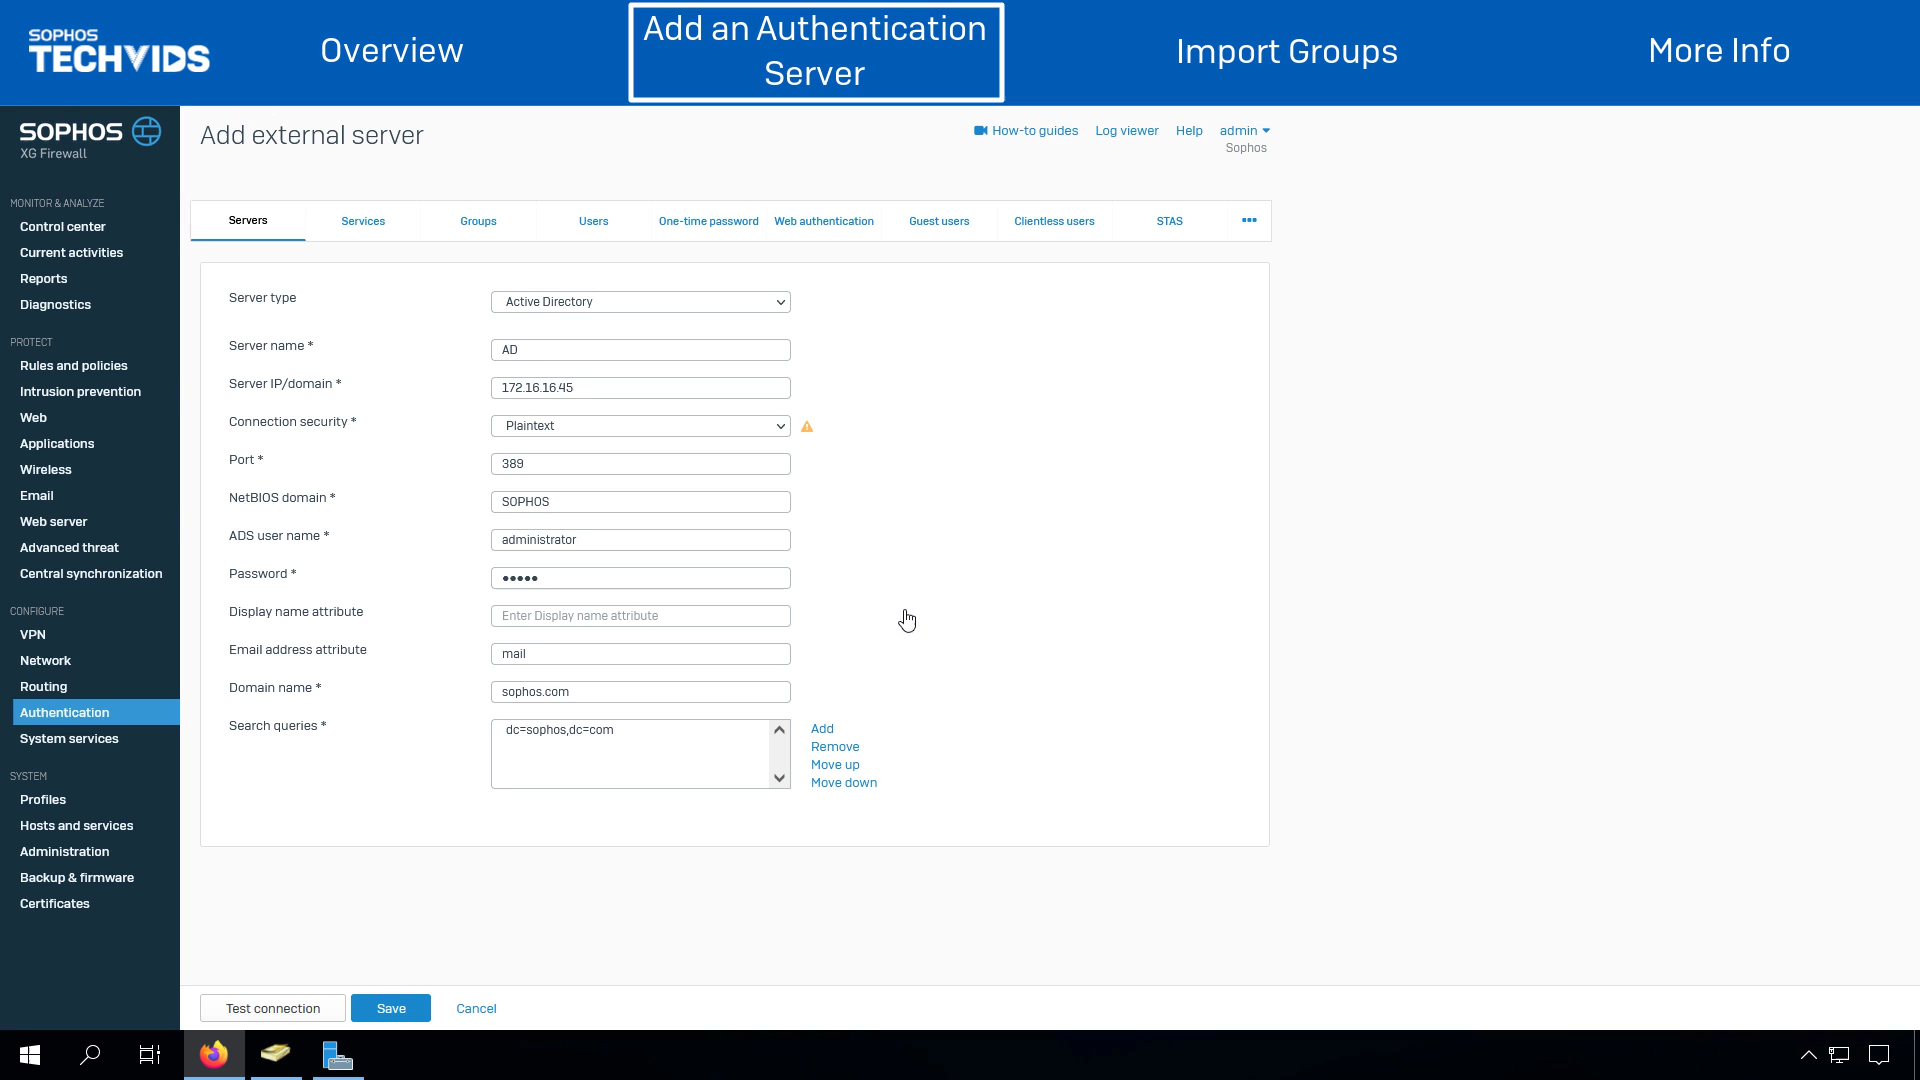 SOPHOS
TECHVIDS
Overview
Add an Authentication
Server
Import Groups
More Info
SOPHOS
XG Firewall
Add external server
How-to guides
Log viewer
Help
admin
Sophos
MONITOR & ANALYZE
Control center
Current activities
Reports
Diagnostics
PROTECT
Rules and policies
Intrusion prevention
Web
Applications
Wireless
Email
Web server
Advanced threat
Central synchronization
CONFIGURE
VPN
Network
Routing
Authentication
System services
SYSTEM
Profiles
Hosts and services
Administration
Backup & firmware
Certificates
Servers
Services
Groups
Users
One-time password
Web authentication
Guest users
Clientless users
STAS
•••
Server type
Active Directory
Server name *
AD
Server IP/domain *
172.16.16.45
Connection security *
Plaintext
Port *
389
NetBIOS domain *
SOPHOS
ADS user name *
administrator
Password *
•••••
Display name attribute
Enter Display name attribute
Email address attribute
mail
Domain name *
sophos.com
Search queries *
dc=sophos,dc=com
Add
Remove
Move up
Move down
Test connection
Save
Cancel